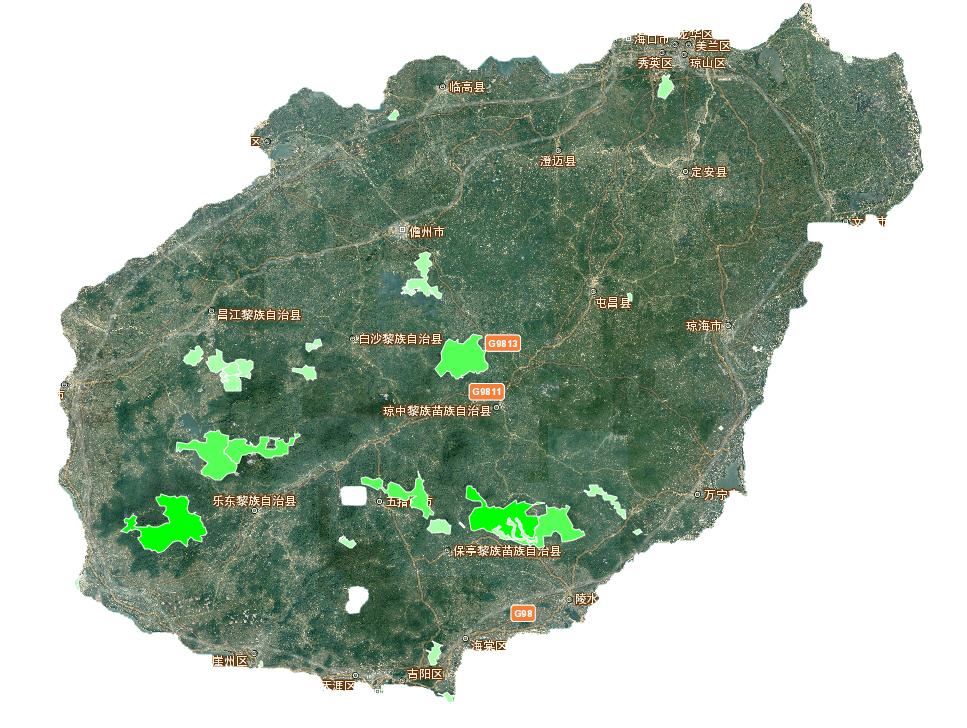 龙华区
海口市
美兰区
秀英区
琼山区
临高县
区
澄迈县
定安县
文
市
儋州市
屯昌县
昌江黎族自治县
琼海市
白沙黎族自治县
G9813
市
G9811
琼中黎族苗族自治县
万宁
乐东黎族自治县
五指
市
保亭黎族苗族自治县
陵水
G98
海棠区
崖州区
吉阳区
天涯区